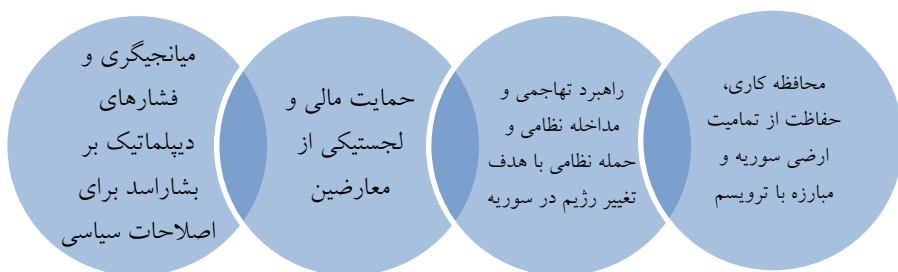 میانجیگری و
فشارهای
دیپلماتیک بر
بشاراسد برای
اصلاحات سیاسی
حمایت مالی و
لجستیکی از
معارضین
راهبرد تهاجمی و
مداخله نظامی و
حمله نظامی با هدف
تغییر رژیم در سوریه
محافظه کاری،
حفاظت از تمامیت
ارضی سوریه و
مبارزه با ترویسم